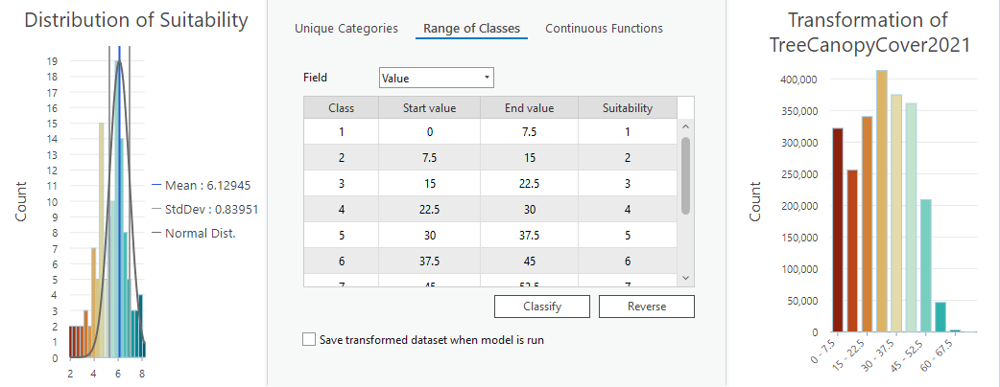 Distribution of Suitability
19
18
17
16
15
14
13
12
11
10
9
8
7
6
5
4
3
2
1
0
Count
2 4 6 8
Mean : 6.12945
StdDev : 0.83951
Normal Dist.
Unique Categories Range of Classes Continuous Functions
Field Value
Class Start value End value Suitability
1 0 7.5 1
2 7.5 15 2
3 15 22.5 3
4 22.5 30 4
5 30 37.5 5
6 37.5 45 6
7 45 52.5 7
Classify Reverse
Save transformed dataset when model is run
Transformation of
TreeCanopyCover2021
400,000
350,000
300,000
250,000
200,000
150,000
100,000
50,000
0
Count
0 - 7.5
15 - 22.5
30 - 37.5
45 - 52.5
60 - 67.5